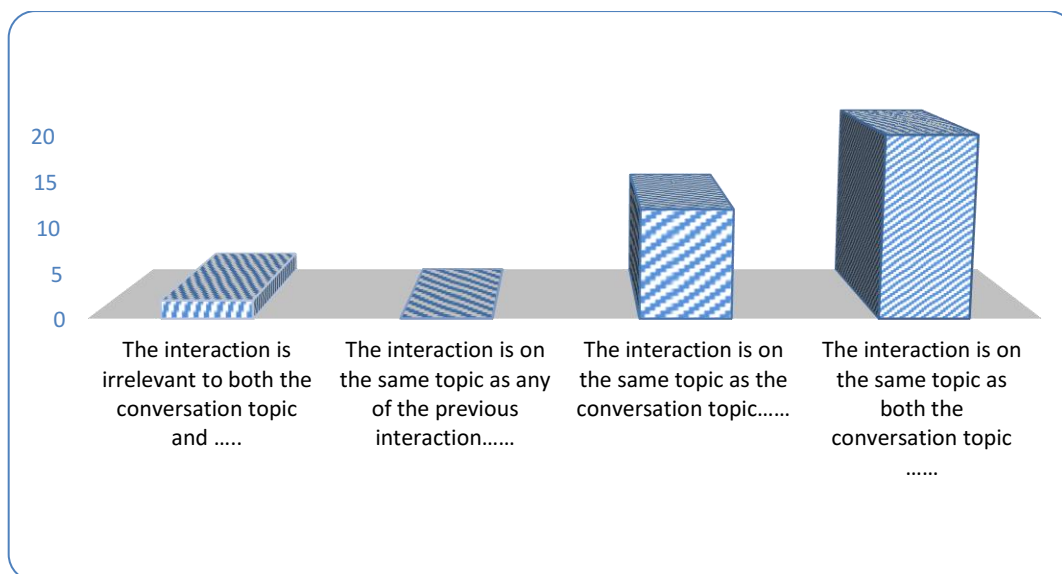 20
15
10
5
0
The interaction is
irrelevant to both the
conversation topic
and …..
The interaction is on
the same topic as any
of the previous
interaction……
The interaction is on
the same topic as the
conversation topic……
The interaction is on
the same topic as
both the
conversation topic
……